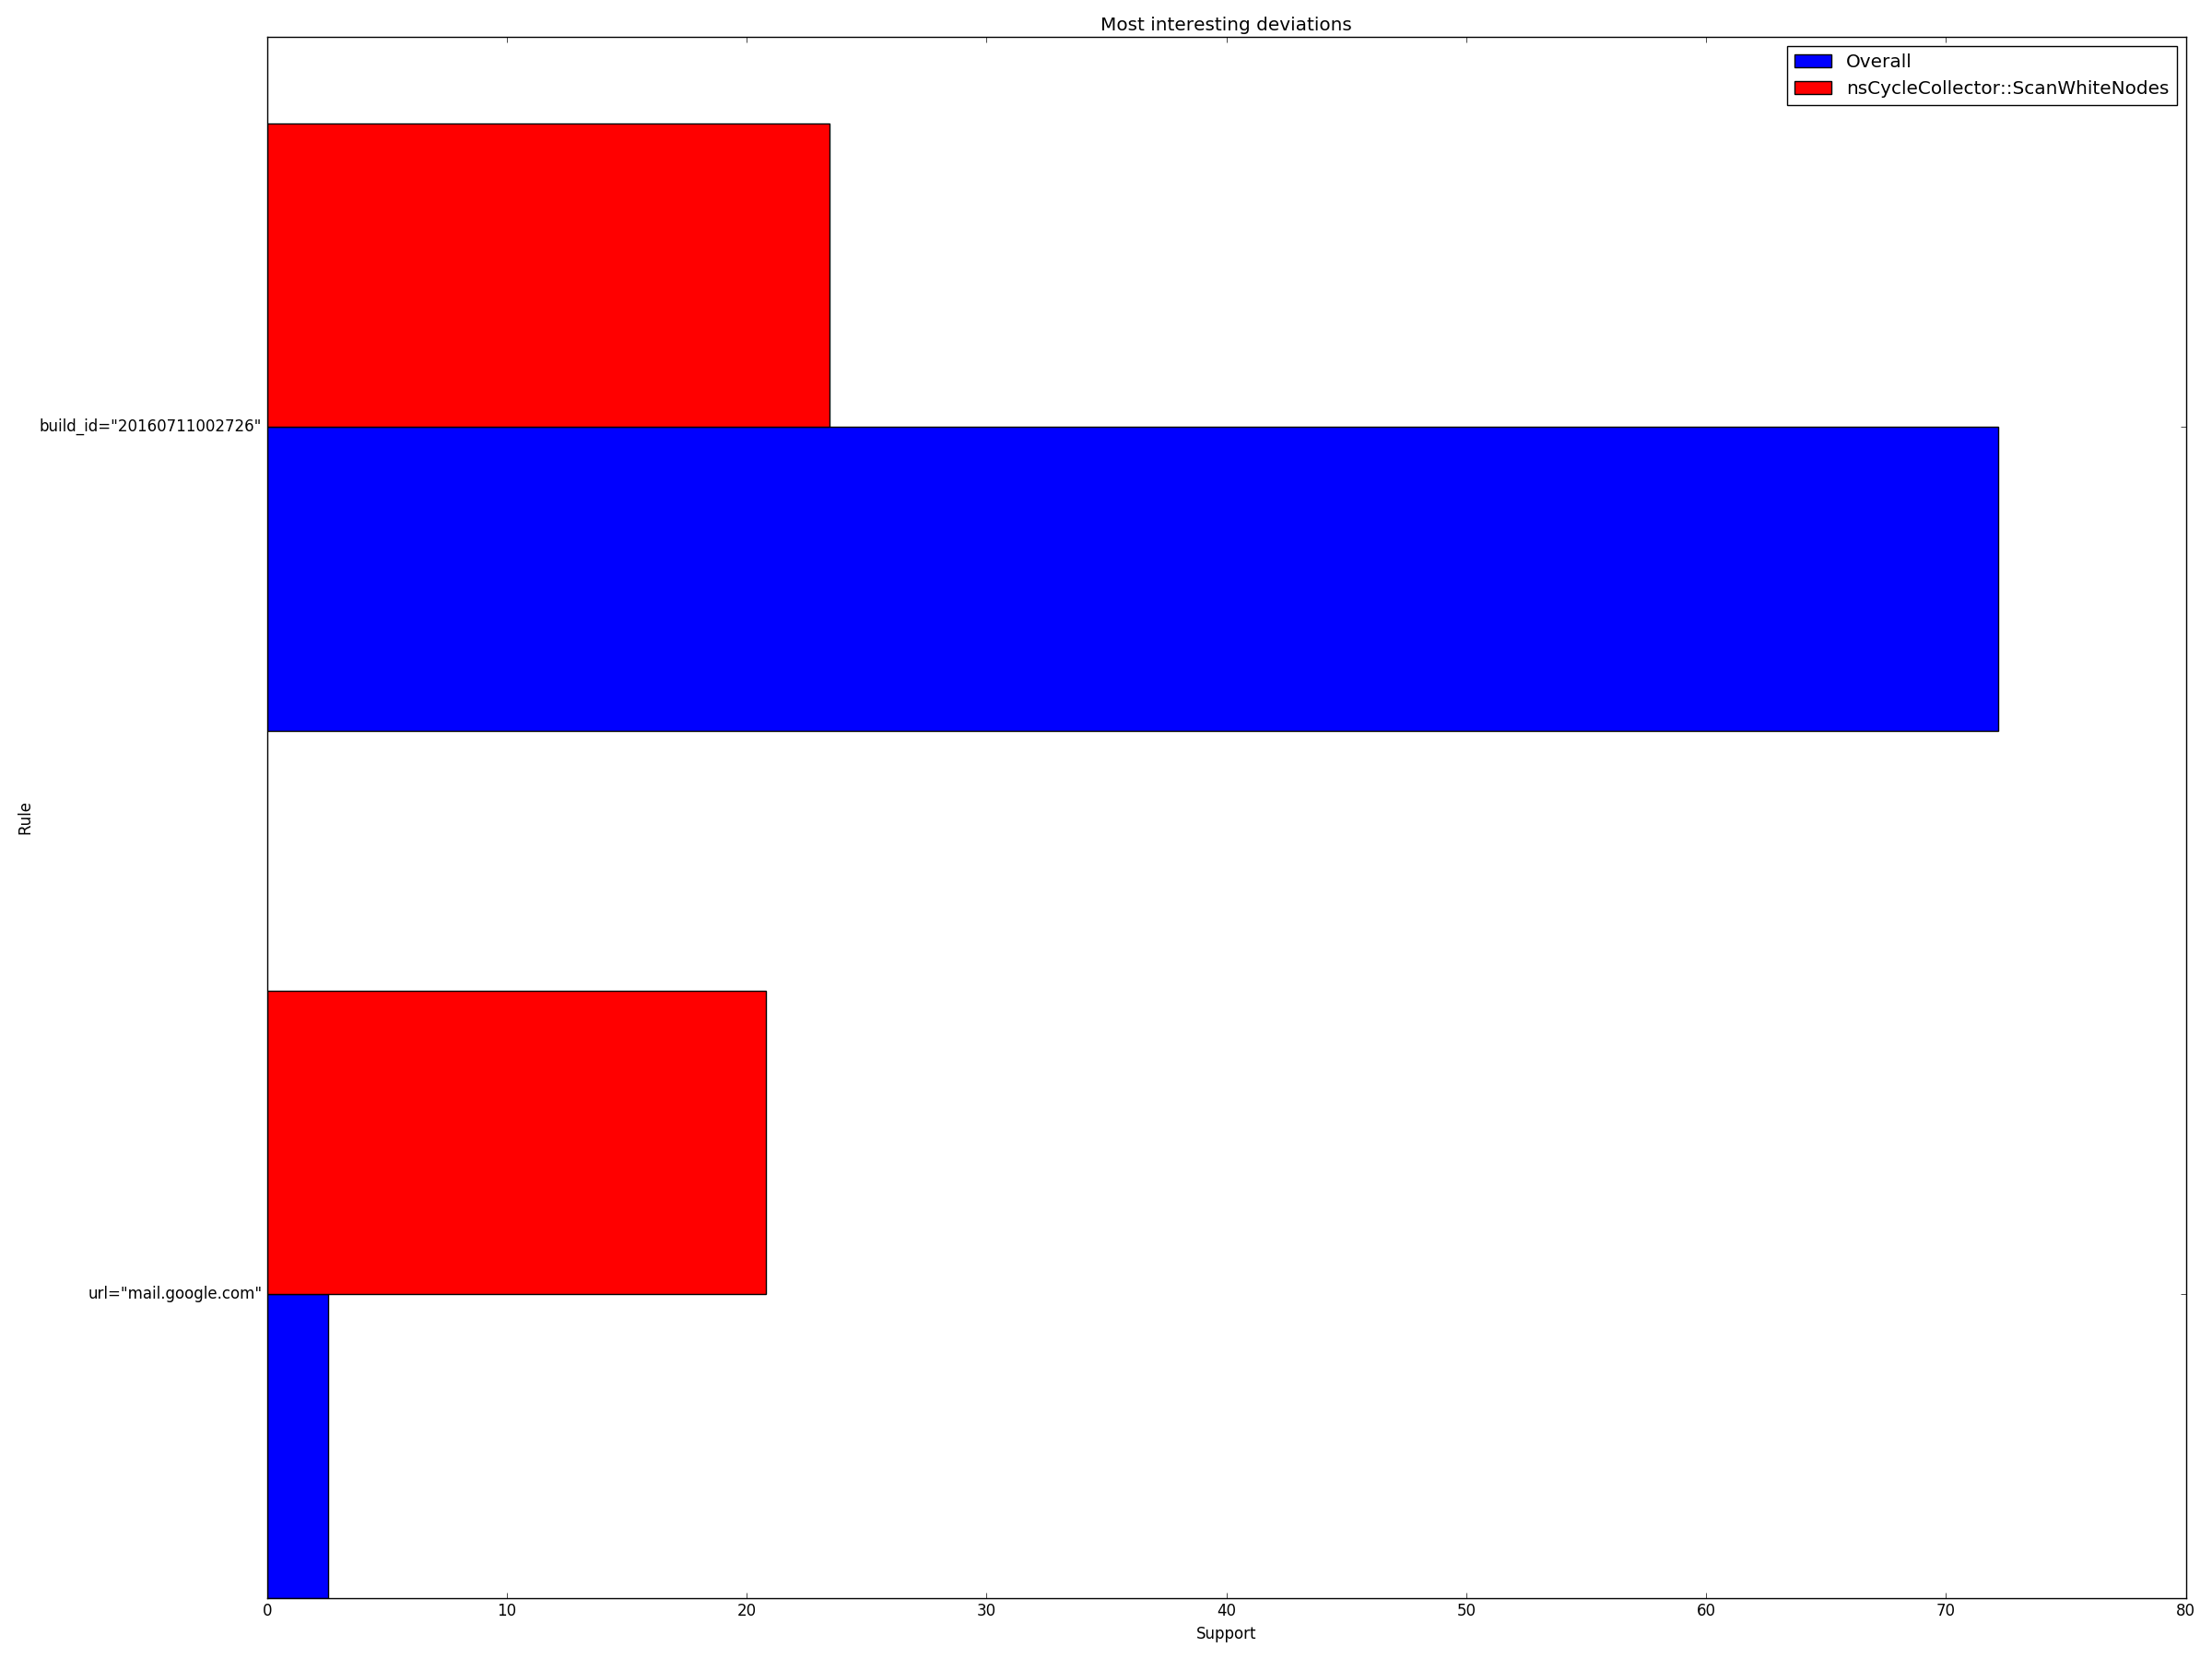 Most interesting deviations
Overall
nsCycleCollector::ScanWhiteNodes
build_id="20160711002726"
Rule
url="mail.google.com"
0 10 20 30 40 50 60 70 80
Support